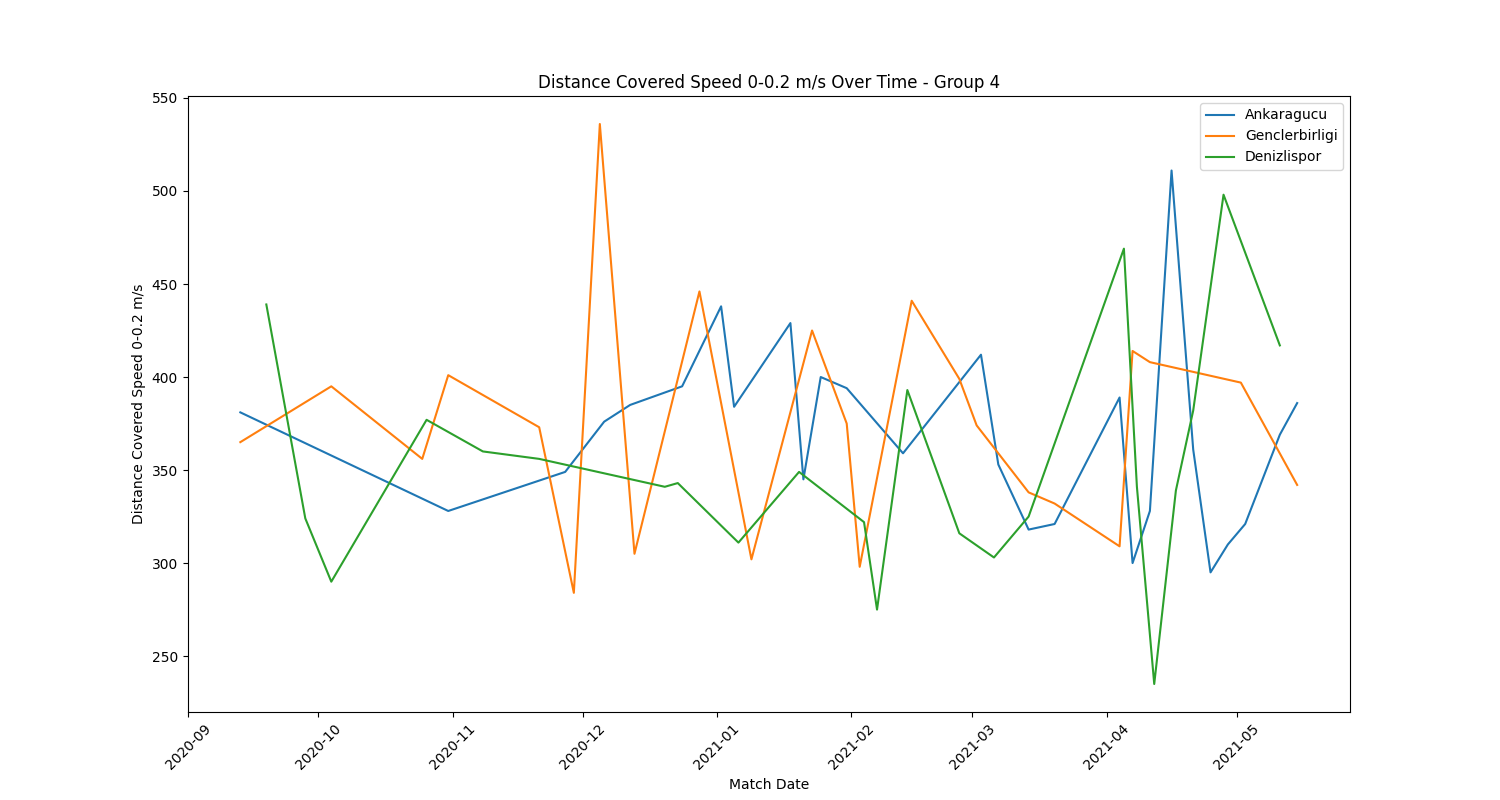 Distance Covered Speed 0-0.2 m/s Over Time - Group 4
Ankaragucu
Genclerbirligi
Denizlispor
Distance Covered Speed 0-0.2 m/s
550
500
450
400
350
300
250
2020-09
2020-10
2020-11
2020-12
2021-01
2021-02
2021-03
2021-04
2021-05
Match Date